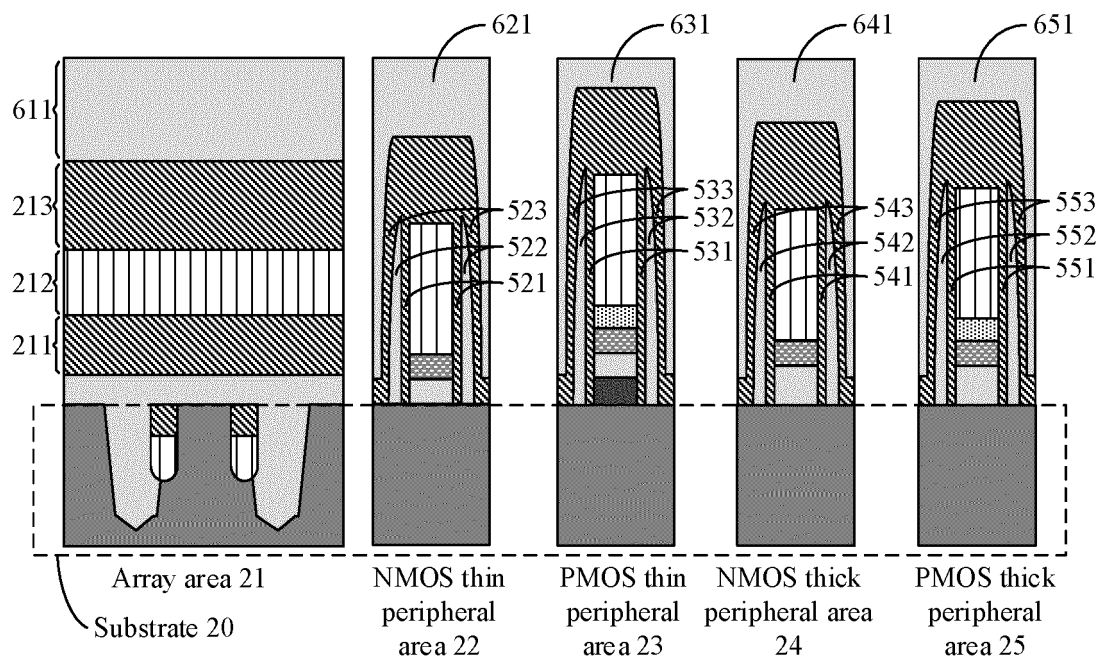 621
631
641
651
611
213
212
211
523
522
521
533
532
531
543
542
541
553
552
551
Array area 21
Substrate 20
NMOS thin
peripheral
area 22
PMOS thin
peripheral
area 23
NMOS thick
peripheral area
24
PMOS thick
peripheral
area 25